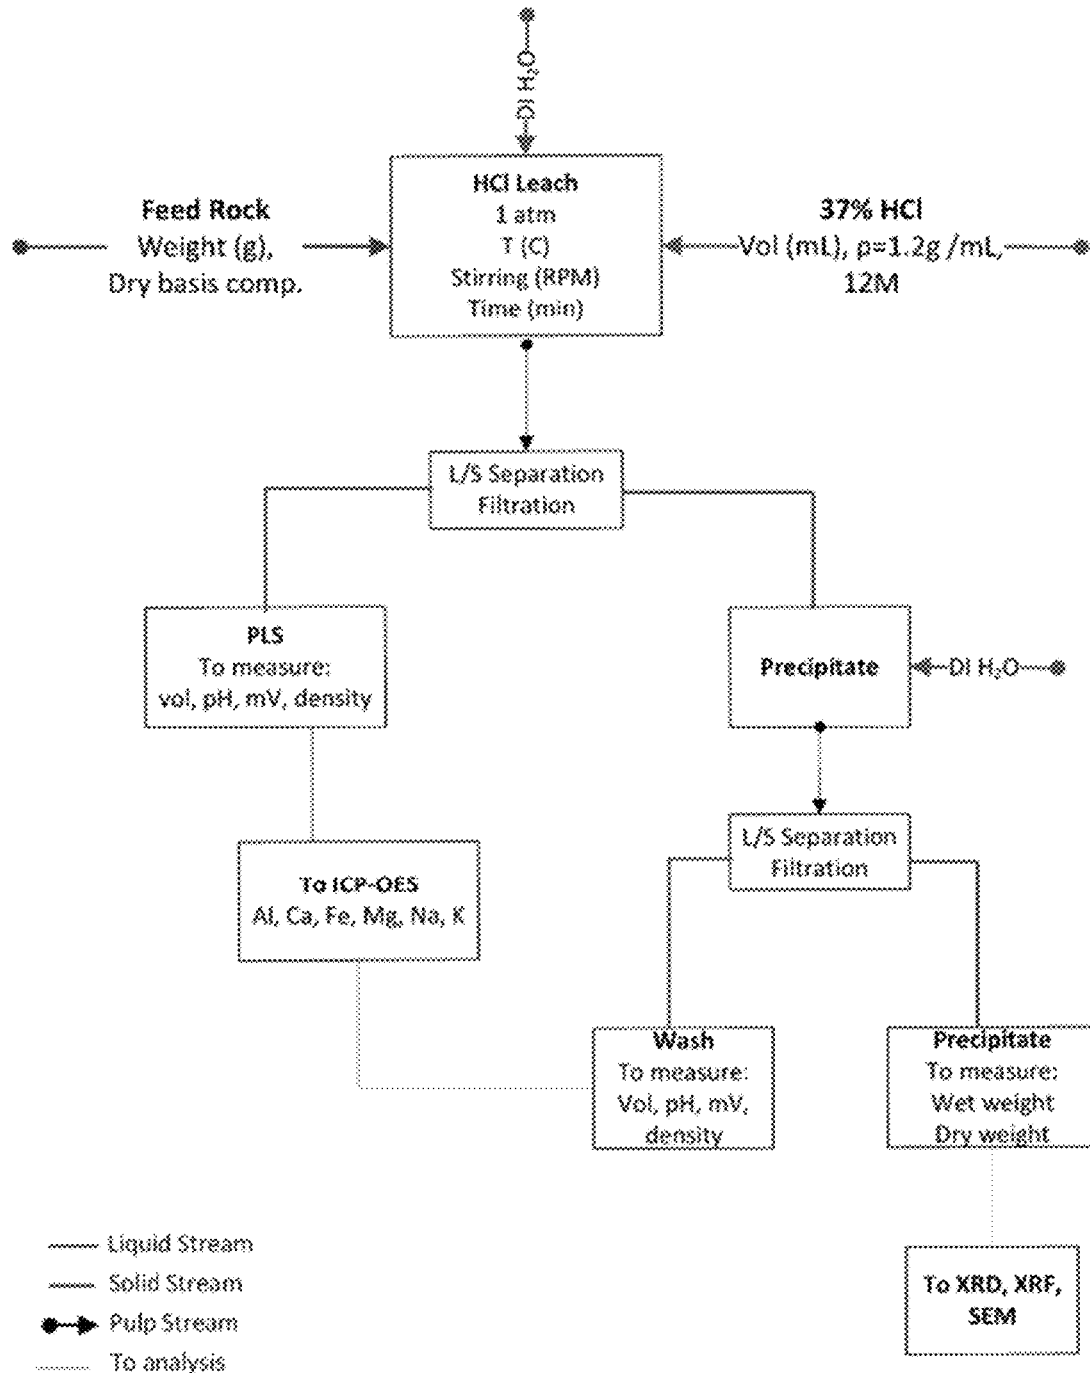 DI H₂O
HCl Leach
1 atm
T (C)
Stirring (RPM)
Time (min)
Feed Rock
Weight (g),
Dry basis comp.
37% HCl
Vol (mL), ρ=1.2g /mL,
12M
L/S Separation
Filtration
PLS
To measure:
vol, pH, mV, density
Precipitate
DI H₂O
L/S Separation
Filtration
To ICP-OES
Al, Ca, Fe, Mg, Na, K
Wash
To measure:
Vol, pH, mV,
density
Precipitate
To measure:
Wet weight
Dry weight
To XRD, XRF,
SEM
Liquid Stream
Solid Stream
Pulp Stream
To analysis